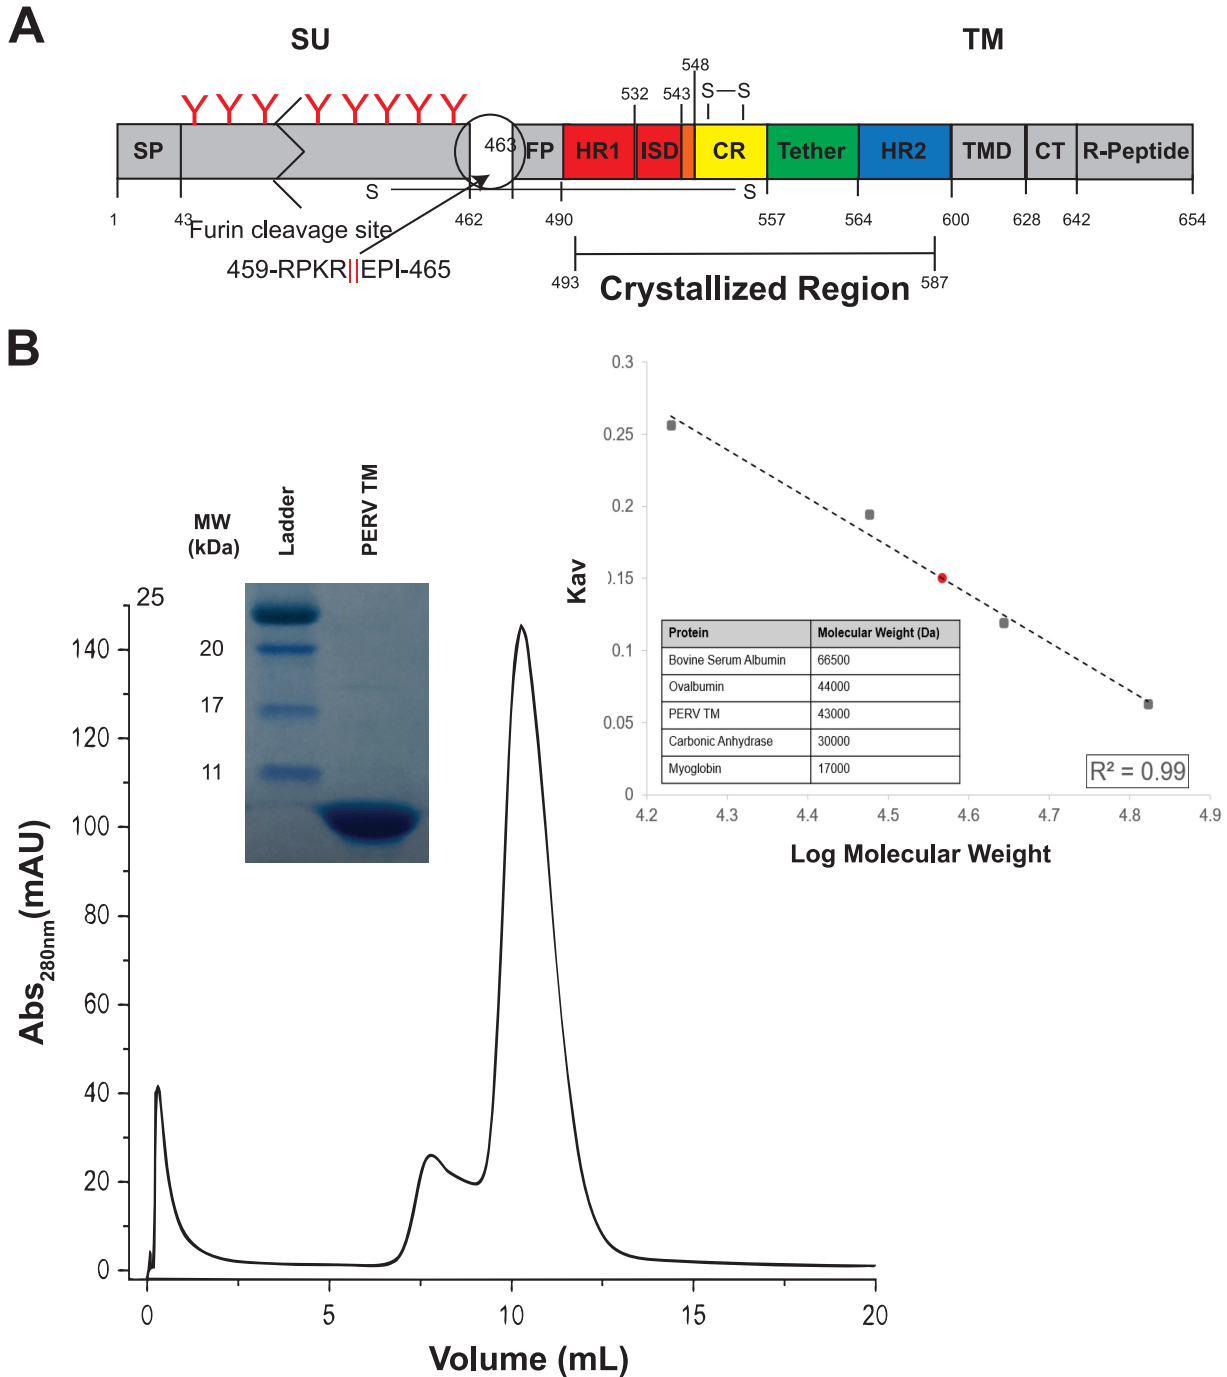 A
SU
TM
548
S—S
532
543
SP
463
FP
HR1
ISD
CR
Tether
HR2
TMD
CT
R-Peptide
S
S
1
43
462
490
557
564
600
628
642
654
Furin cleavage site
459-RPKR||EPI-465
493
587
Crystallized Region
B
0.3
0.25
0.2
0.15
0.1
0.05
0
Kav
4.2
4.3
4.4
4.5
4.6
4.7
4.8
4.9
Log Molecular Weight
Protein Molecular Weight (Da)
Bovine Serum Albumin 66500
Ovalbumin 44000
PERV TM 43000
Carbonic Anhydrase 30000
Myoglobin 17000
R² = 0.99
MW
(kDa)
Ladder
PERV TM
25
20
17
11
140
120
100
80
60
40
20
0
Abs280nm(mAU)
0
5
10
15
20
Volume (mL)